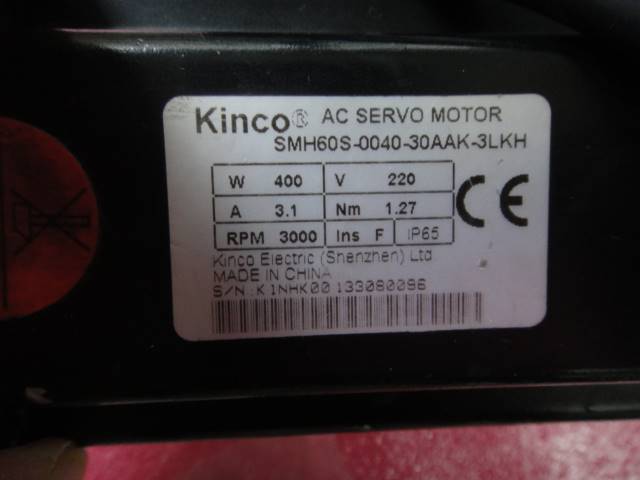 Kinco® AC SERVO MOTOR
SMH60S-0040-30AAK-3LKH
W 400 V 220
A 3.1 Nm 1.27
RPM 3000 Ins F IP65
CE
Kinco Electric (Shenzhen) Ltd
MADE IN CHINA
S/N:K1NHK00133080096